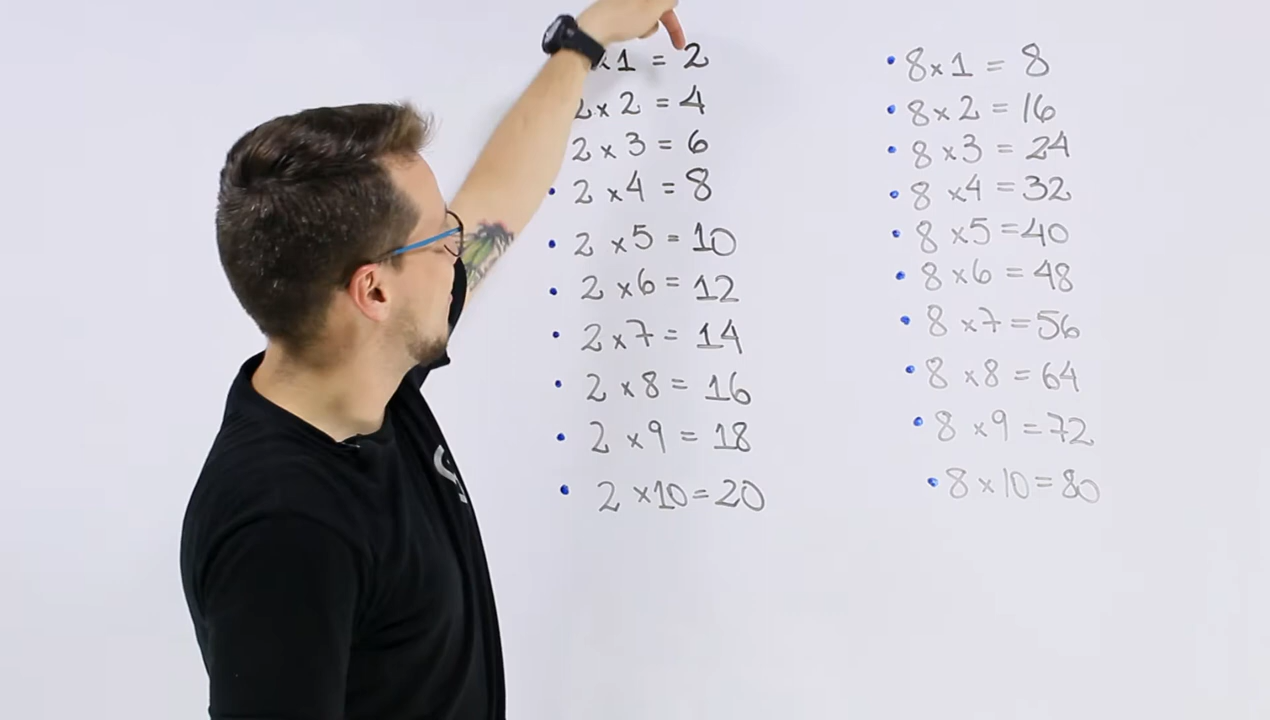 x1 = 2
2 x 2 = 4
2 x 3 = 6
• 2 x 4 = 8
• 2 x 5 = 10
• 2 x 6 = 12
• 2 x 7 = 14
• 2 x 8 = 16
• 2 x 9 = 18
• 2 x 10 = 20
• 8 x 1 = 8
• 8 x 2 = 16
• 8 x 3 = 24
• 8 x 4 = 32
• 8 x 5 = 40
• 8 x 6 = 48
• 8 x 7 = 56
• 8 x 8 = 64
• 8 x 9 = 72
• 8 x 10 = 80